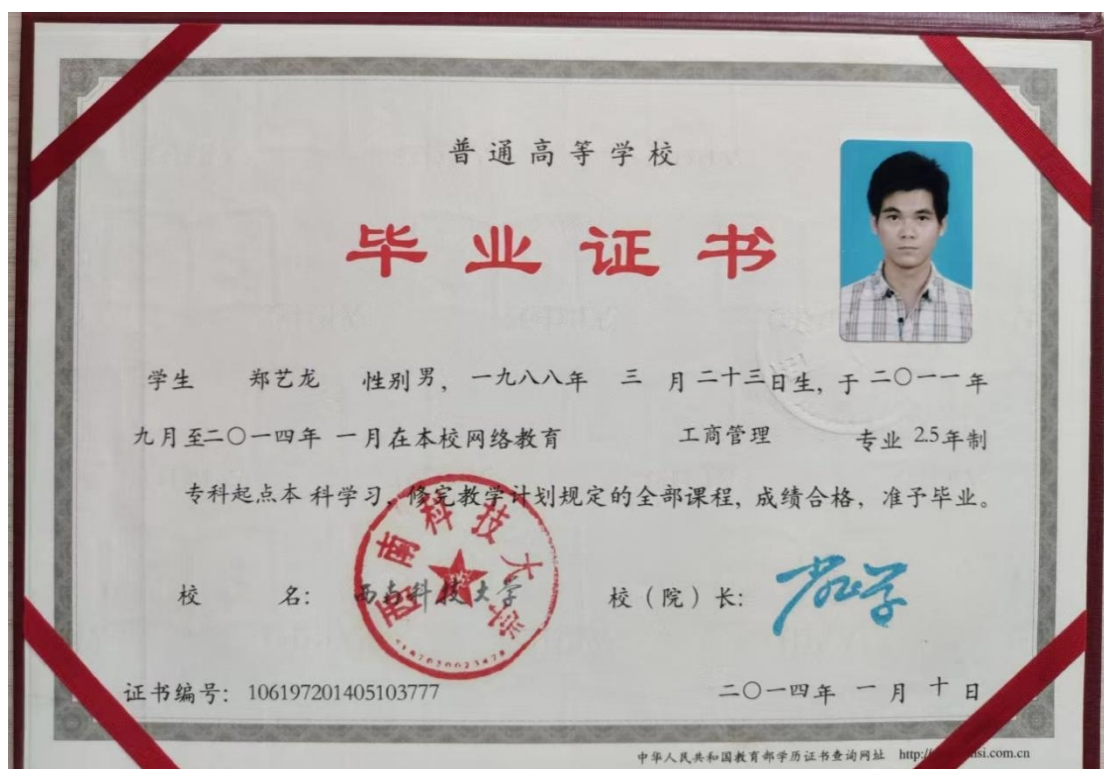 普通高等学校
毕业证书
学生 郑艺龙 性别 男，一九八八年 三 月 二十三日生，于 二〇一一年
九月至二〇一四年 一月在本校网络教育 工商管理 专业 2.5年制
专科起点本 科学习，修完教学计划规定的全部课程，成绩合格，准予毕业。
校 名：西南科技大学 校（院）长：
西南科技大学
证书编号：106197201405103777 二〇一四年 一月 十日
中华人民共和国教育部学历证书查询网址 http://
si.com.cn